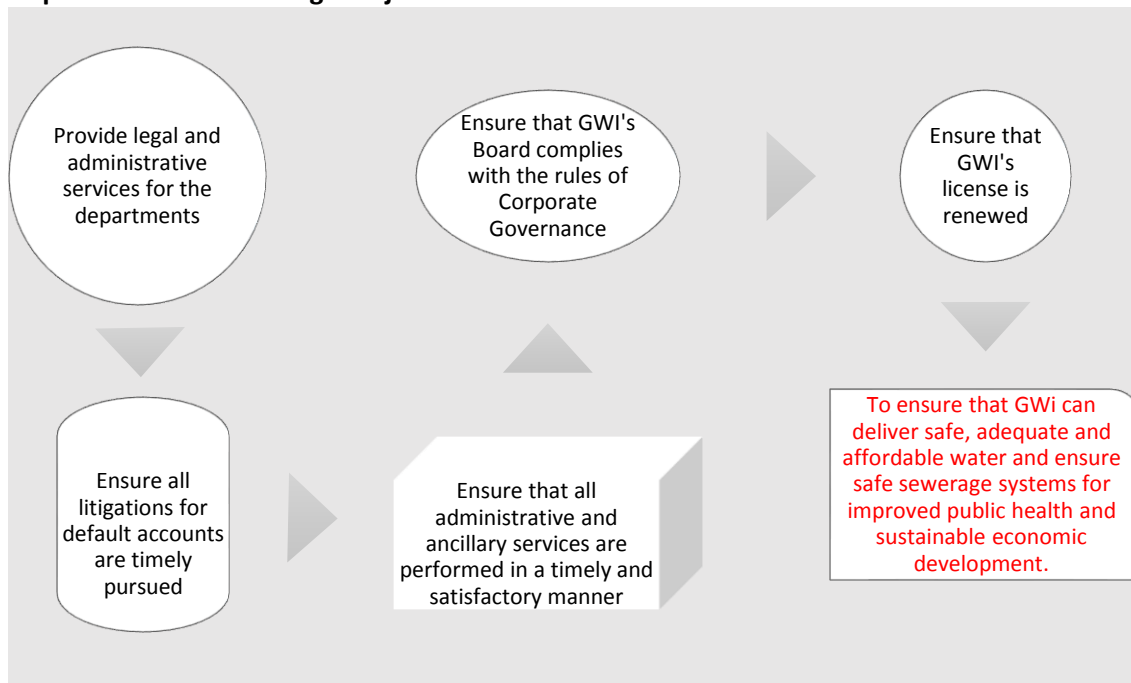 Provide legal and
administrative
services for the
departments
Ensure all
litigations for
default accounts
are timely
pursued
Ensure that all
administrative and
ancillary services are
performed in a timely and
satisfactory manner
Ensure that GWI's
Board complies
with the rules of
Corporate
Governance
Ensure that
GWI's
license is
renewed
To ensure that GWi can
deliver safe, adequate and
affordable water and ensure
safe sewerage systems for
improved public health and
sustainable economic
development.